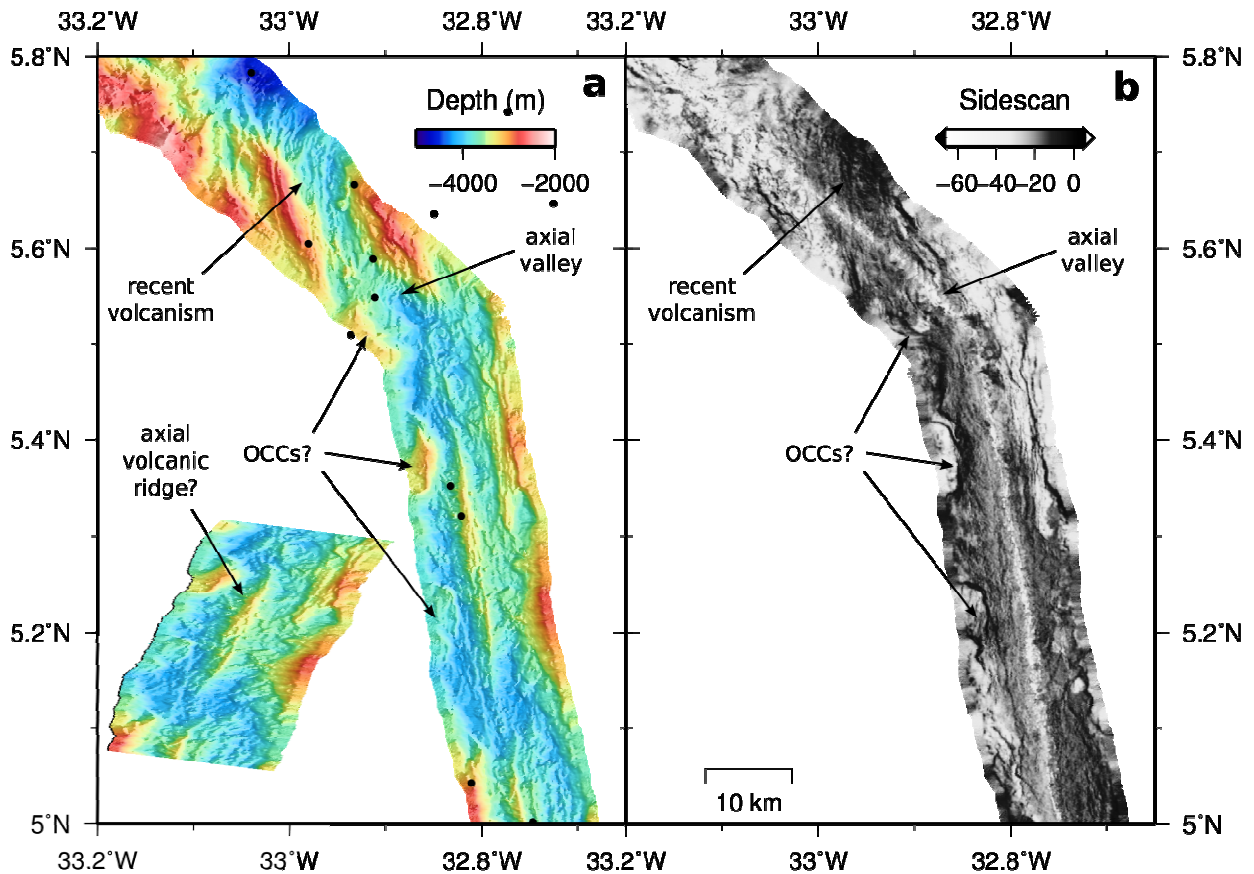 33.2°W 33°W 32.8°W 33.2°W 33°W 32.8°W
5.8°N a b 5.8°N
Depth (m) Sidescan
−4000 −2000 −60 −40 −20 0
5.6°N 5.6°N
axial
valley
axial
valley
recent
volcanism
recent
volcanism
5.4°N 5.4°N
axial
volcanic
ridge?
OCCs? OCCs?
5.2°N 5.2°N
10 km
5°N 5°N
33.2°W 33°W 32.8°W 33.2°W 33°W 32.8°W